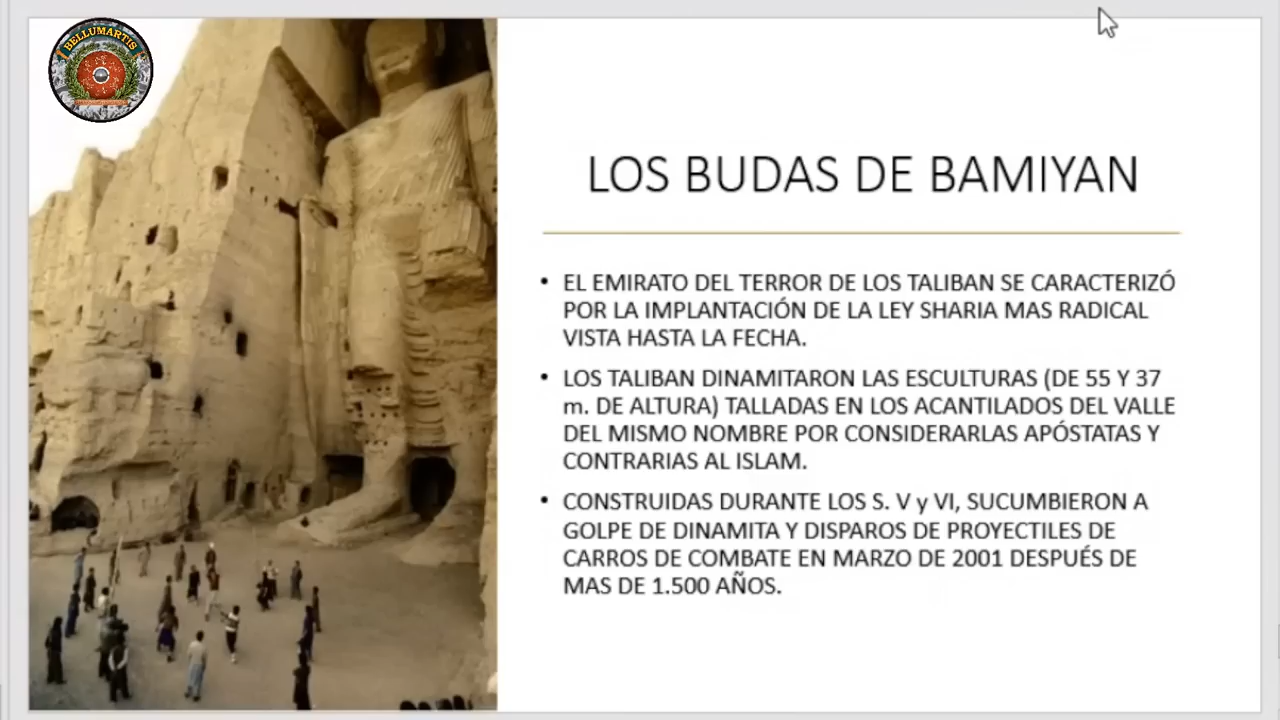 BELLUMARTIS
LOS BUDAS DE BAMIYAN
• EL EMIRATO DEL TERROR DE LOS TALIBAN SE CARACTERIZÓ
POR LA IMPLANTACIÓN DE LA LEY SHARIA MAS RADICAL
VISTA HASTA LA FECHA.
• LOS TALIBAN DINAMITARON LAS ESCULTURAS (DE 55 Y 37
m. DE ALTURA) TALLADAS EN LOS ACANTILADOS DEL VALLE
DEL MISMO NOMBRE POR CONSIDERARLAS APÓSTATAS Y
CONTRARIAS AL ISLAM.
• CONSTRUIDAS DURANTE LOS S. V y VI, SUCUMBIERON A
GOLPE DE DINAMITA Y DISPAROS DE PROYECTILES DE
CARROS DE COMBATE EN MARZO DE 2001 DESPUÉS DE
MAS DE 1.500 AÑOS.